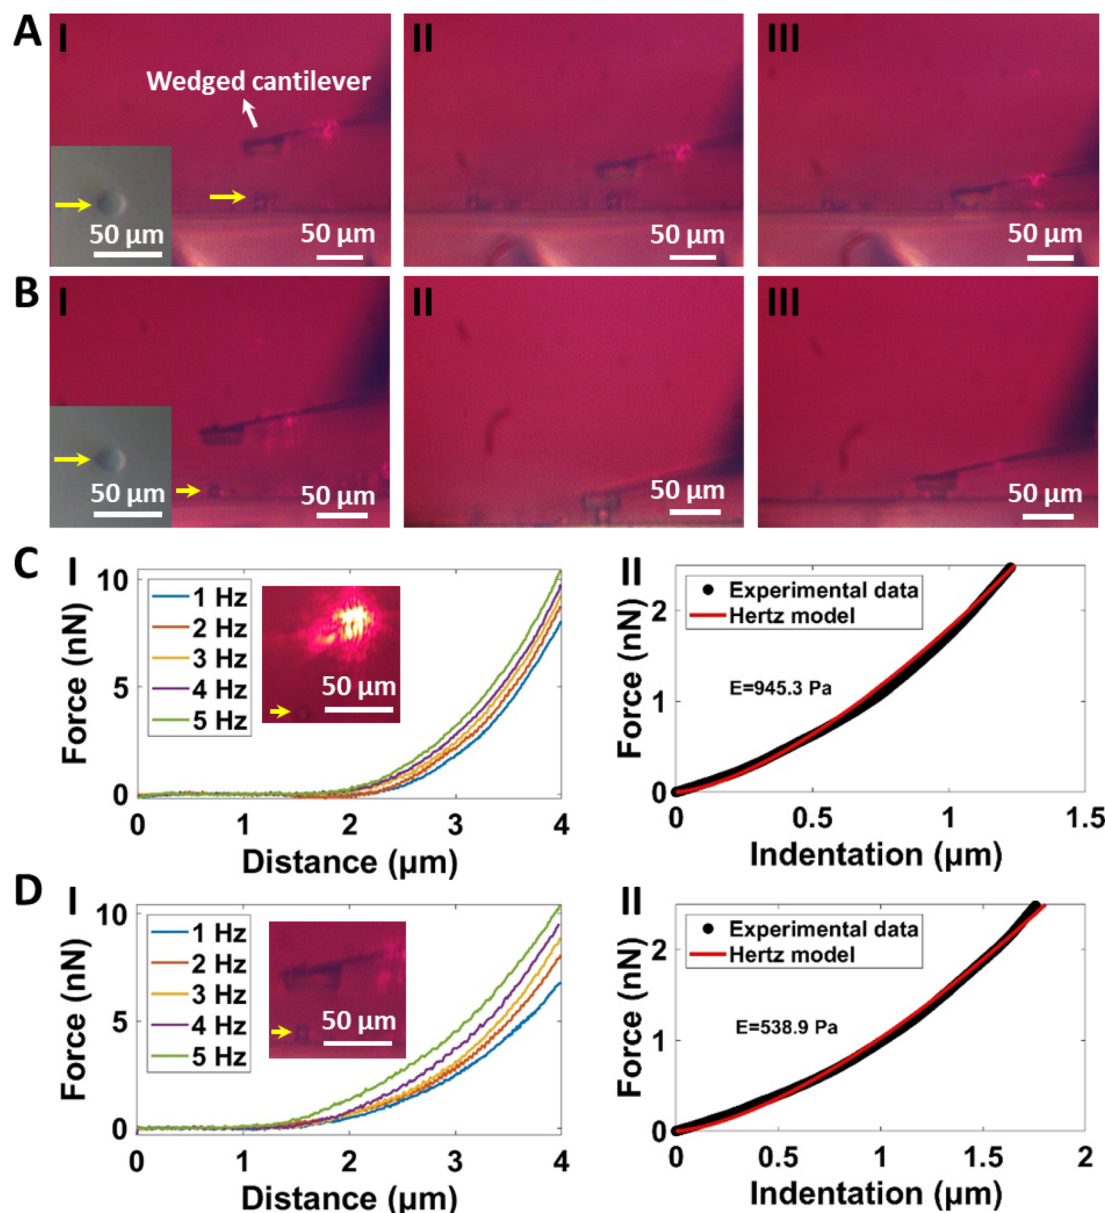 A
I
II
III
Wedged cantilever
50 µm
50 µm
50 µm
50 µm
B
I
II
III
50 µm
50 µm
50 µm
50 µm
C
I
10
5
0
Force (nN)
1 Hz
2 Hz
3 Hz
4 Hz
5 Hz
50 µm
0 1 2 3 4
Distance (µm)
II
2
1
0
Force (nN)
Experimental data
Hertz model
E=945.3 Pa
0 0.5 1 1.5
Indentation (µm)
D
I
10
5
0
Force (nN)
1 Hz
2 Hz
3 Hz
4 Hz
5 Hz
50 µm
0 1 2 3 4
Distance (µm)
II
2
1
0
Force (nN)
Experimental data
Hertz model
E=538.9 Pa
0 0.5 1 1.5 2
Indentation (µm)